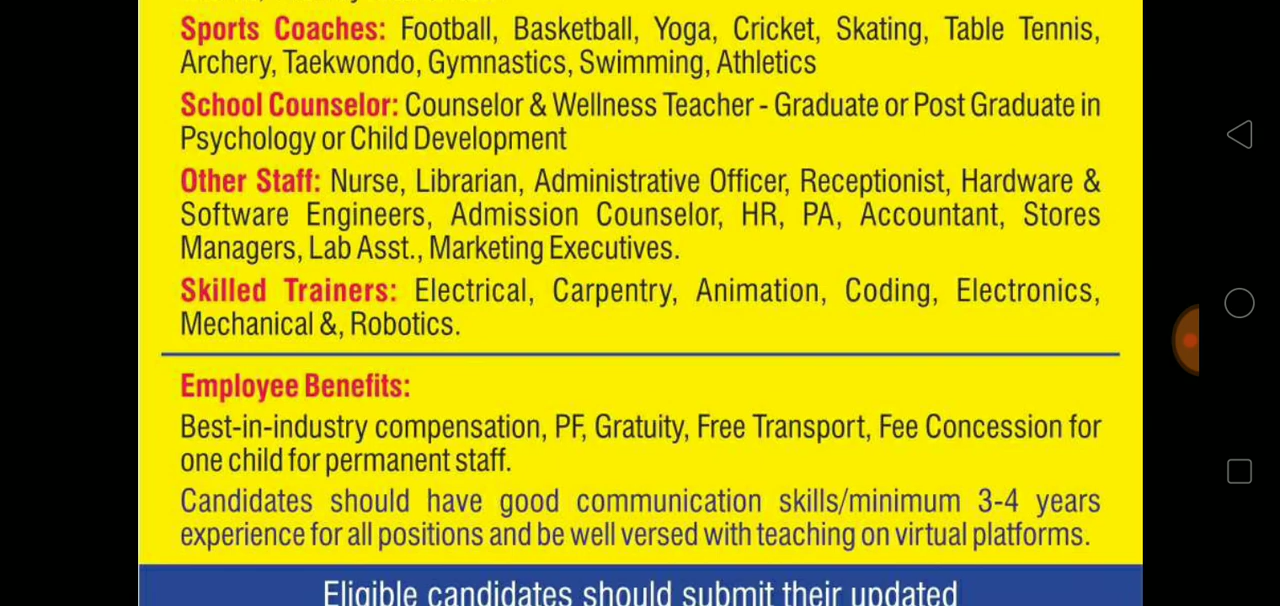 Sports Coaches: Football, Basketball, Yoga, Cricket, Skating, Table Tennis,
Archery, Taekwondo, Gymnastics, Swimming, Athletics
School Counselor: Counselor & Wellness Teacher - Graduate or Post Graduate in
Psychology or Child Development
Other Staff: Nurse, Librarian, Administrative Officer, Receptionist, Hardware &
Software Engineers, Admission Counselor, HR, PA, Accountant, Stores
Managers, Lab Asst., Marketing Executives.
Skilled Trainers: Electrical, Carpentry, Animation, Coding, Electronics,
Mechanical &, Robotics.
Employee Benefits:
Best-in-industry compensation, PF, Gratuity, Free Transport, Fee Concession for
one child for permanent staff.
Candidates should have good communication skills/minimum 3-4 years
experience for all positions and be well versed with teaching on virtual platforms.
Eligible candidates should submit their updated